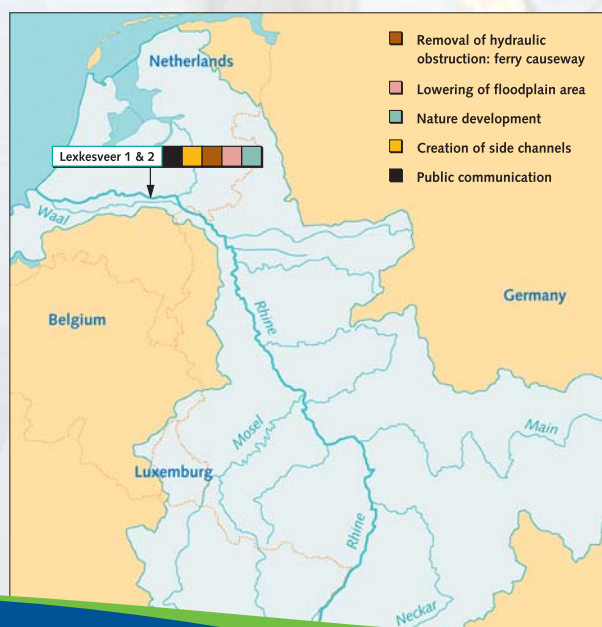 Netherlands
Removal of hydraulic
obstruction: ferry causeway
Lowering of floodplain area
Nature development
Creation of side channels
Public communication
Lexkesveer 1 & 2
Waal
Belgium
Germany
Rhine
Mosel
Main
Luxemburg
Rhine
Neckar